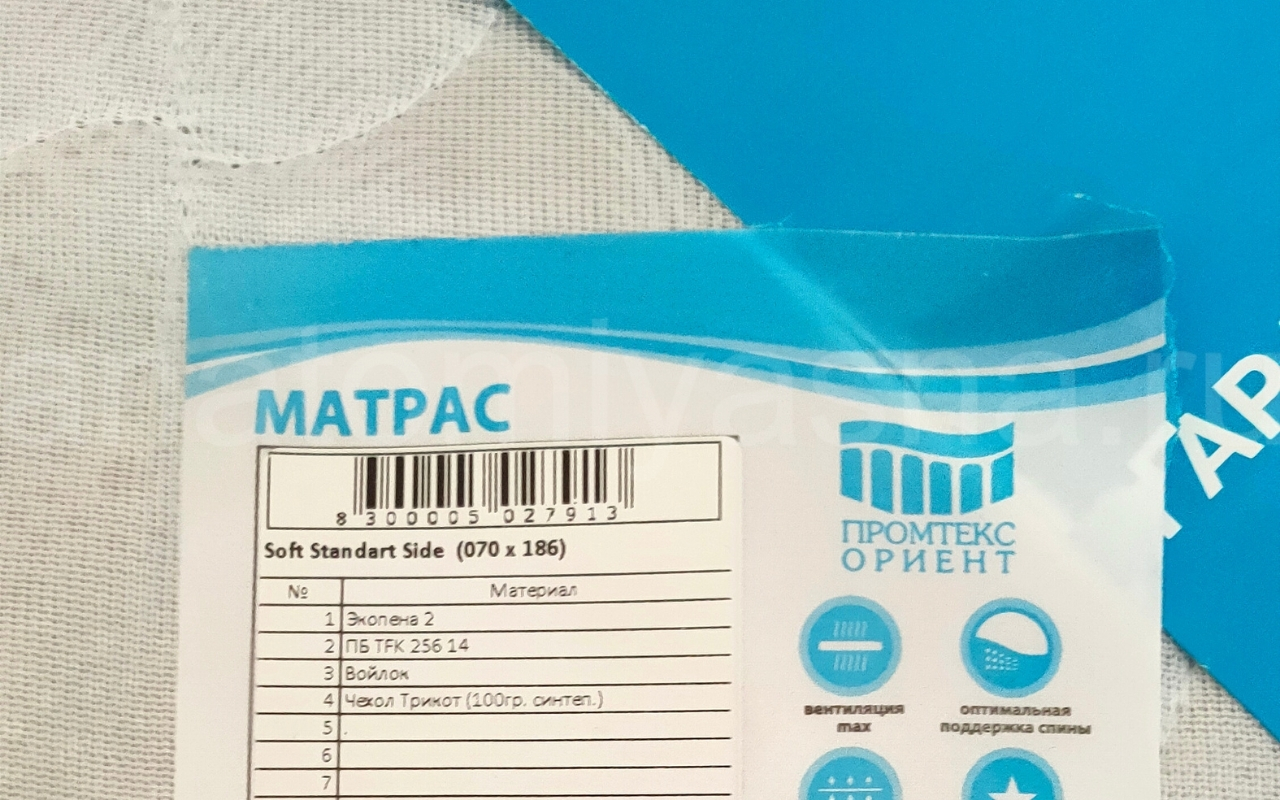 МАТРАС
8 300005 027913
Soft Standart Side (070 x 186)
№ Материал
1 Экопена 2
2 ПБ TFK 256 14
3 Войлок
4 Чехол Трикот (100гр. синтеп.)
5 .
6
7
ПРОМТЕКС
ОРИЕНТ
вентиляция
max
оптимальная
поддержка спины
ГАР